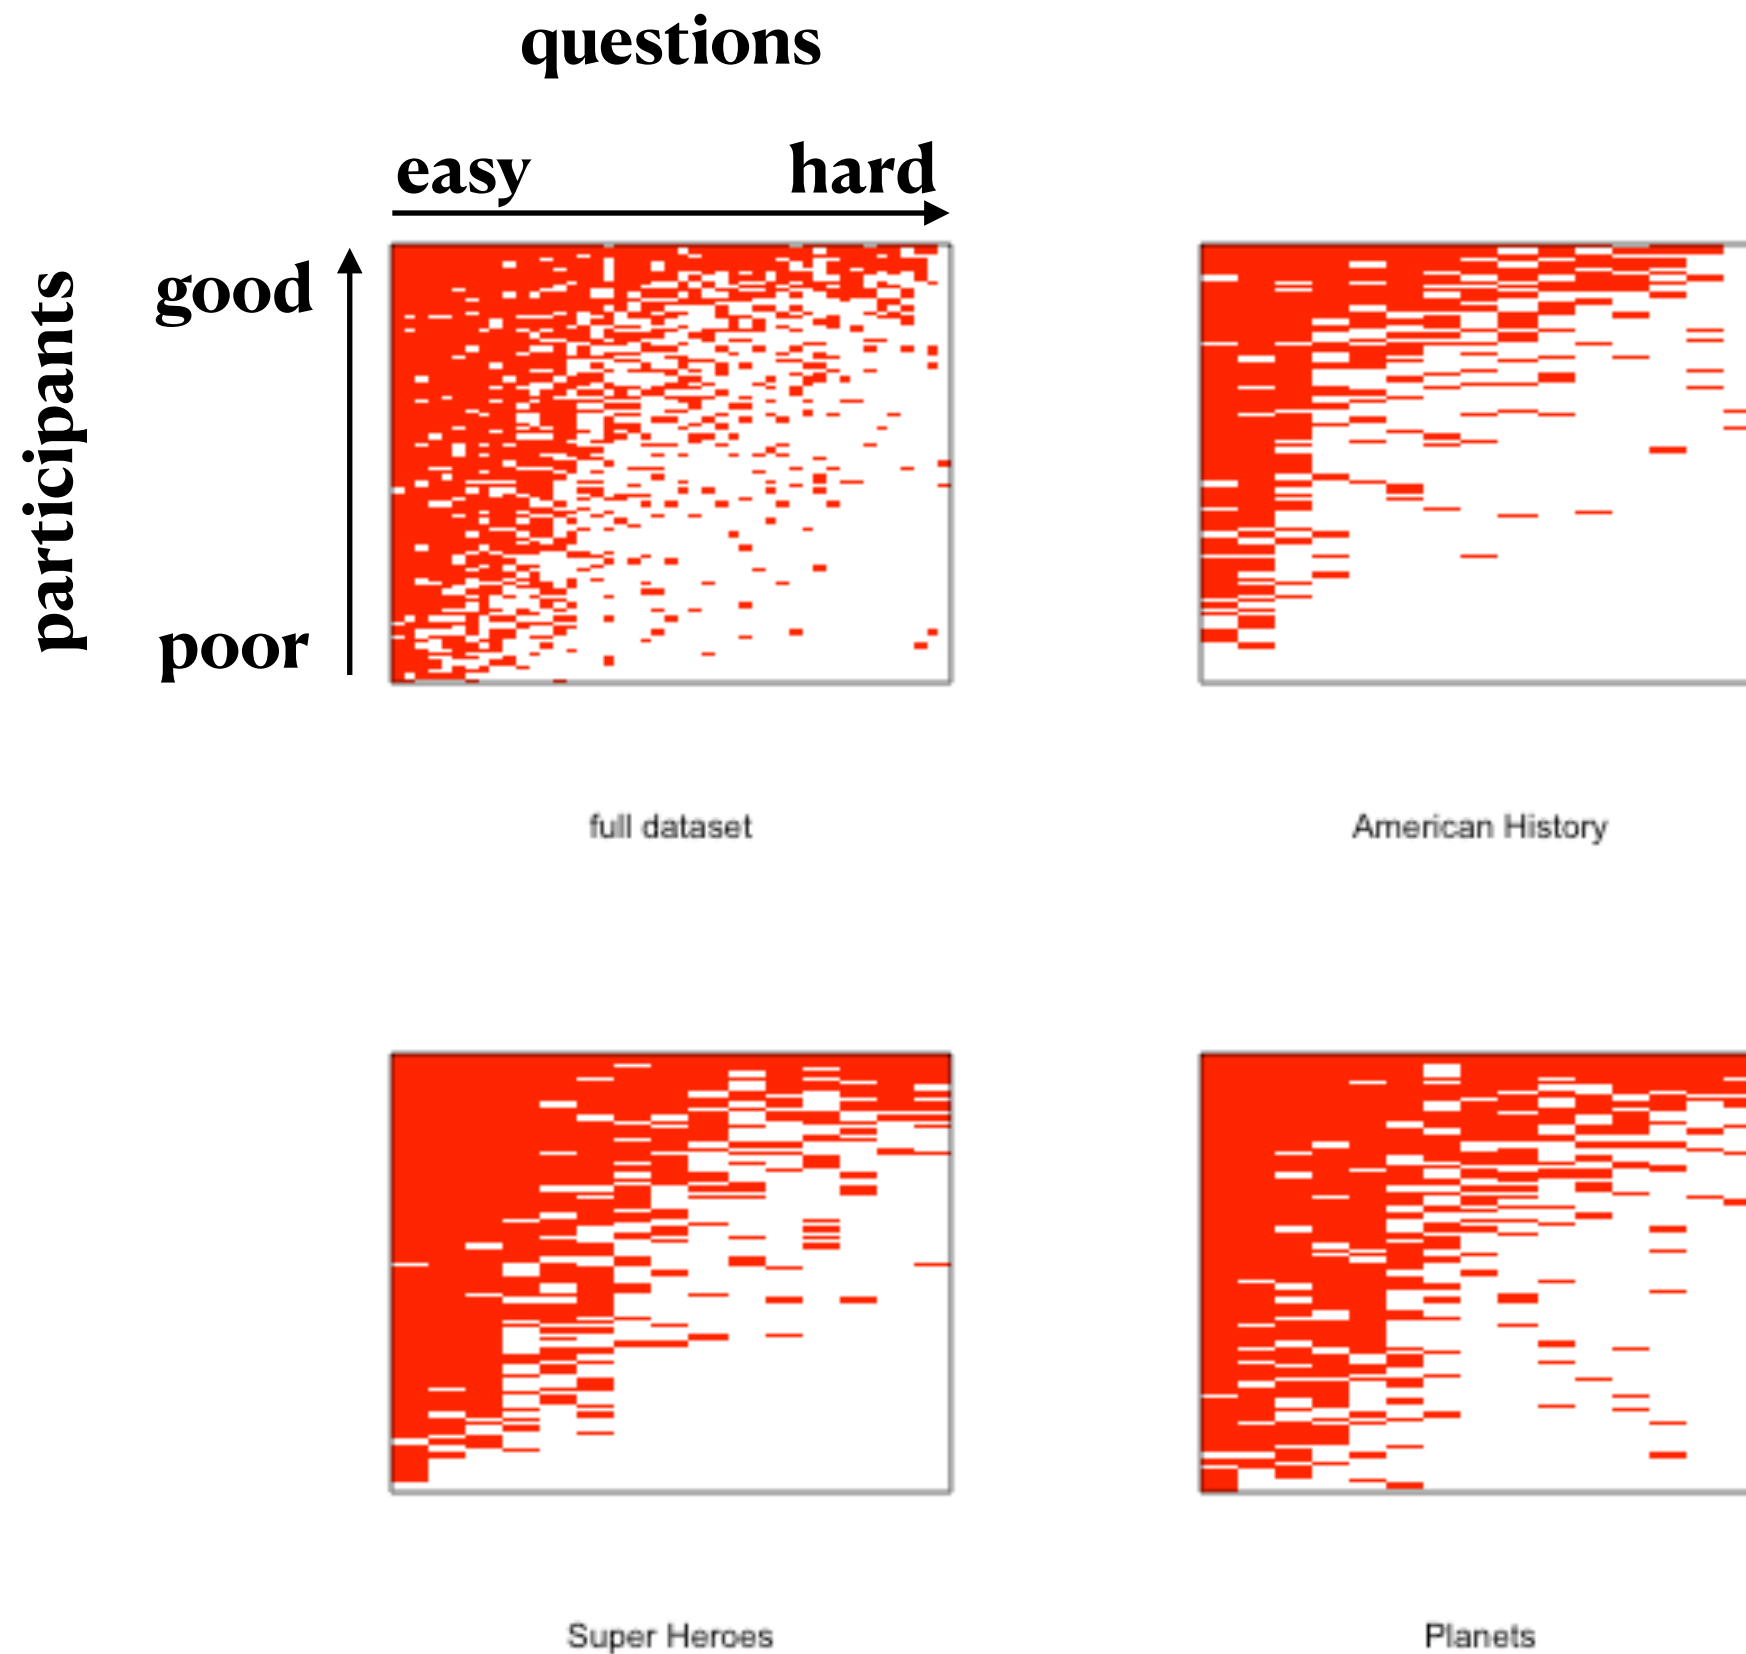 questions
easy hard
participants
good
poor
full dataset
American History
Super Heroes
Planets